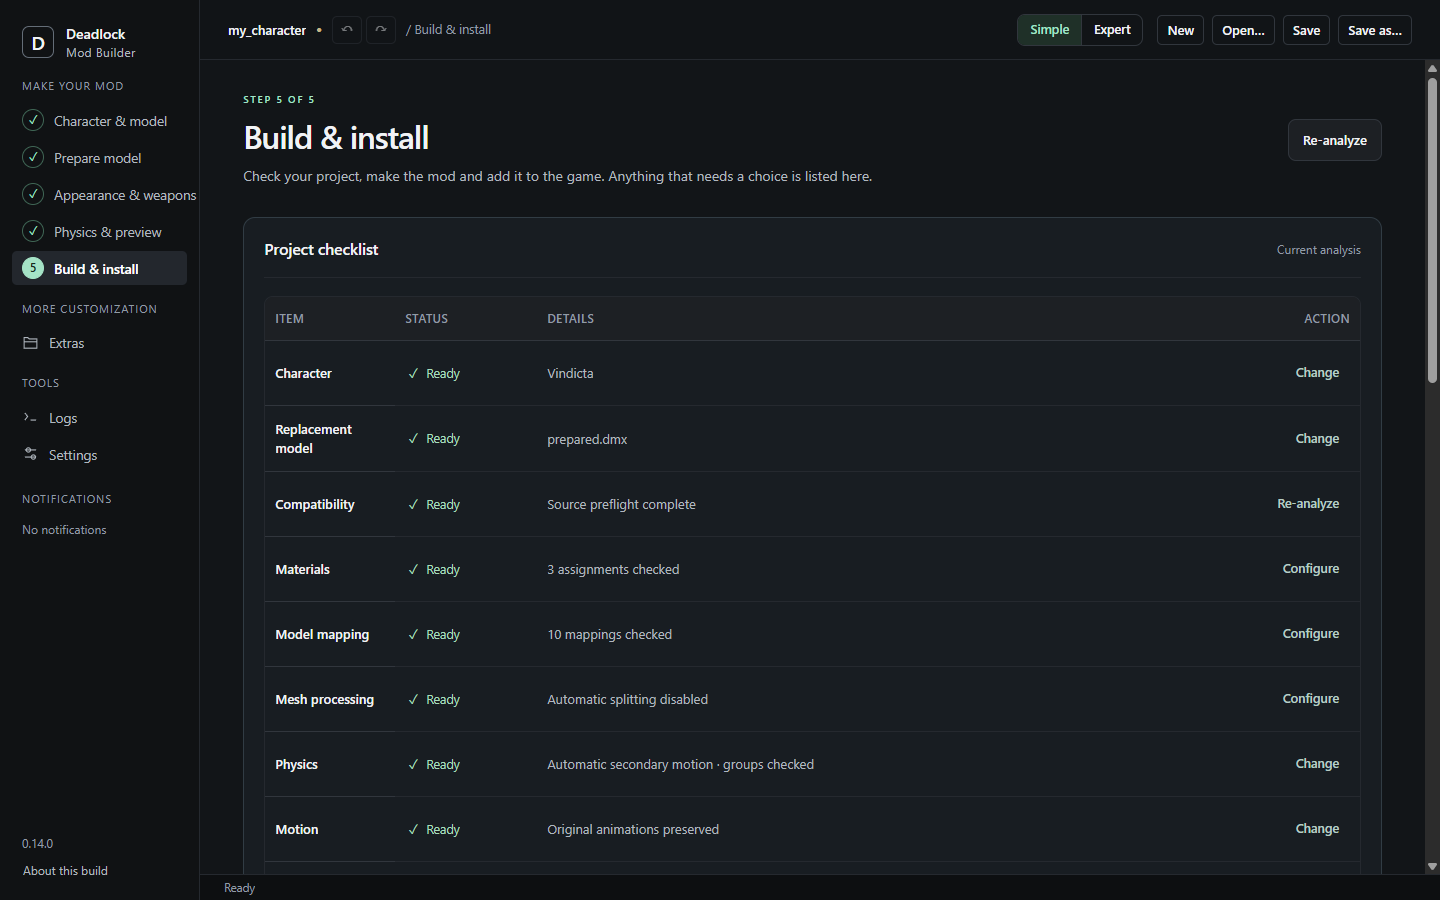 D
Deadlock
Mod Builder
MAKE YOUR MOD
Character & model
Prepare model
Appearance & weapons
Physics & preview
5 Build & install
MORE CUSTOMIZATION
Extras
TOOLS
Logs
Settings
NOTIFICATIONS
No notifications
0.14.0
About this build
my_character • / Build & install
Simple Expert New Open... Save Save as...
STEP 5 OF 5
Build & install
Re-analyze
Check your project, make the mod and add it to the game. Anything that needs a choice is listed here.
Project checklist Current analysis
ITEM STATUS DETAILS ACTION
Character ✓ Ready Vindicta Change
Replacement
model ✓ Ready prepared.dmx Change
Compatibility ✓ Ready Source preflight complete Re-analyze
Materials ✓ Ready 3 assignments checked Configure
Model mapping ✓ Ready 10 mappings checked Configure
Mesh processing ✓ Ready Automatic splitting disabled Configure
Physics ✓ Ready Automatic secondary motion · groups checked Change
Motion ✓ Ready Original animations preserved Change
Ready